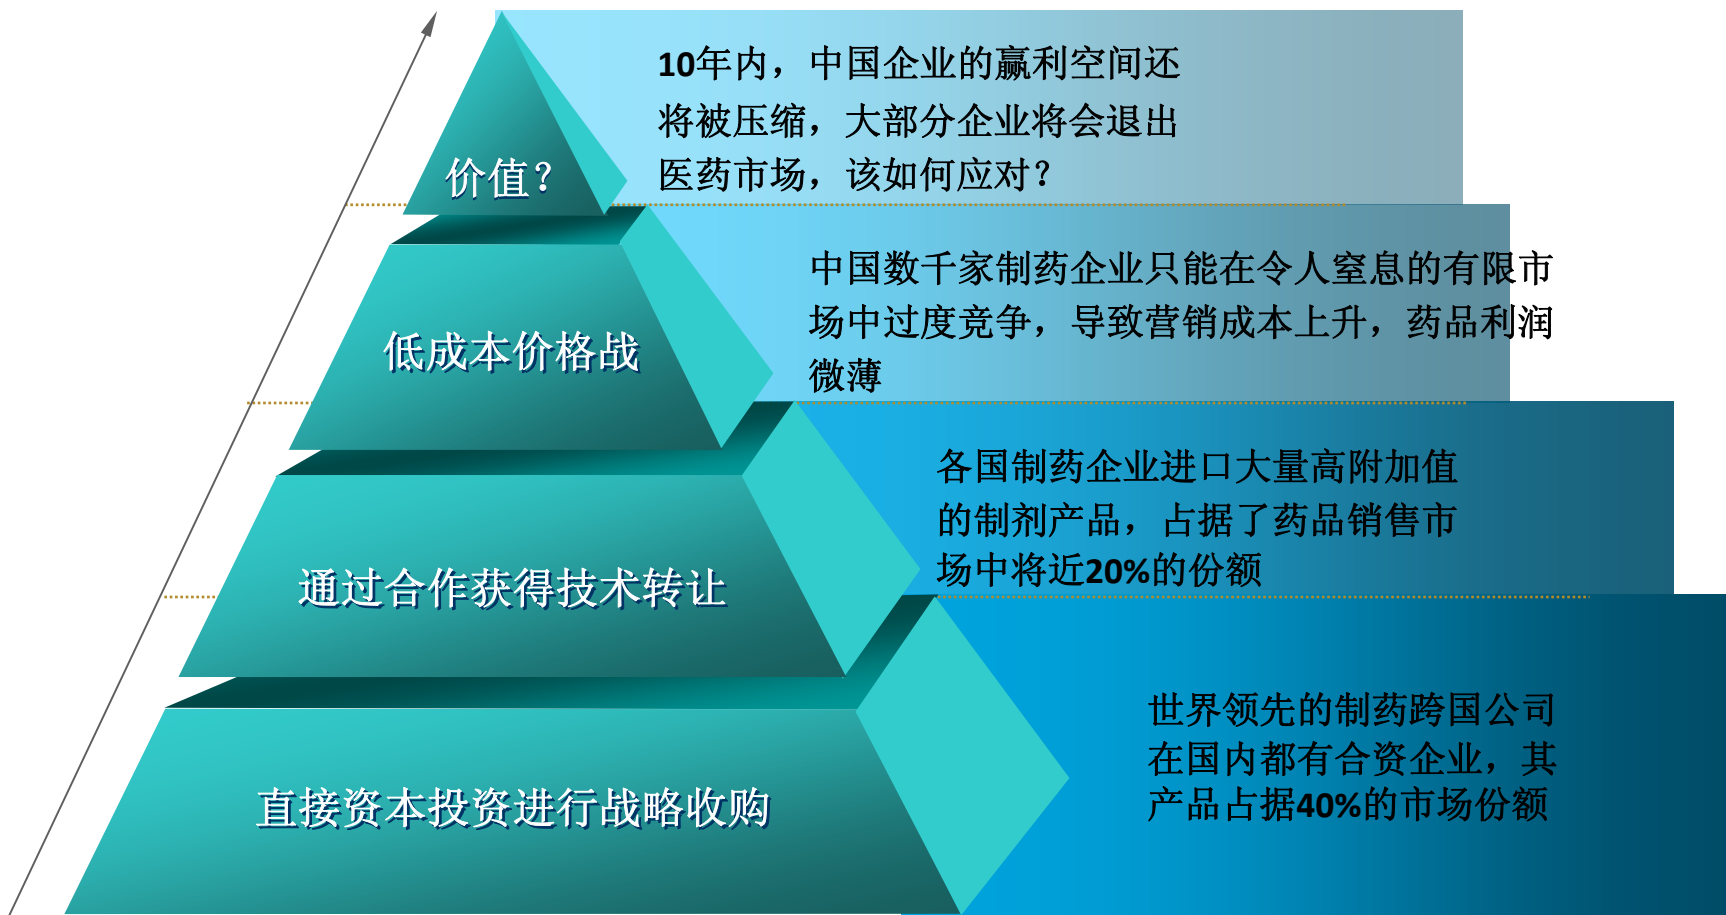 价值？
10年内，中国企业的赢利空间还
将被压缩，大部分企业将会退出
医药市场，该如何应对？
低成本价格战
中国数千家制药企业只能在令人窒息的有限市
场中过度竞争，导致营销成本上升，药品利润
微薄
通过合作获得技术转让
各国制药企业进口大量高附加值
的制剂产品，占据了药品销售市
场中将近20%的份额
直接资本投资进行战略收购
世界领先的制药跨国公司
在国内都有合资企业，其
产品占据40%的市场份额